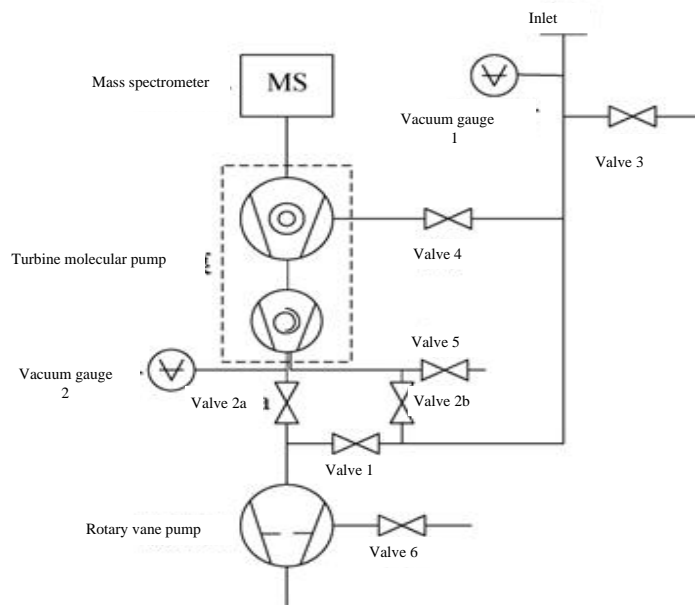 Inlet
Mass spectrometer
MS
Vacuum gauge
1
Valve 3
Turbine molecular pump
Valve 4
Valve 5
Vacuum gauge
2
Valve 2a
Valve 2b
Valve 1
Rotary vane pump
Valve 6